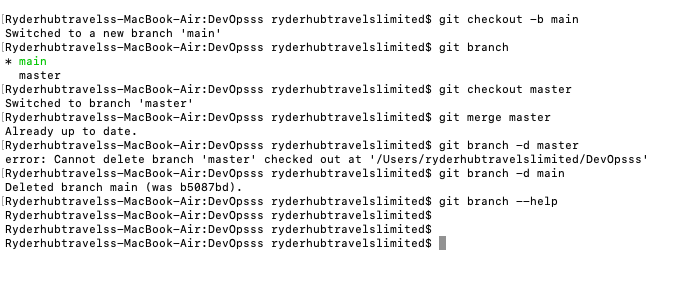 [Ryderhubtravelss-MacBook-Air:DevOpsss ryderhubtravelslimited$ git checkout -b main
Switched to a new branch 'main'
[Ryderhubtravelss-MacBook-Air:DevOpsss ryderhubtravelslimited$ git branch
* main
master
[Ryderhubtravelss-MacBook-Air:DevOpsss ryderhubtravelslimited$ git checkout master
Switched to branch 'master'
[Ryderhubtravelss-MacBook-Air:DevOpsss ryderhubtravelslimited$ git merge master
Already up to date.
[Ryderhubtravelss-MacBook-Air:DevOpsss ryderhubtravelslimited$ git branch -d master
error: Cannot delete branch 'master' checked out at '/Users/ryderhubtravelslimited/DevOpsss'
[Ryderhubtravelss-MacBook-Air:DevOpsss ryderhubtravelslimited$ git branch -d main
Deleted branch main (was b5087bd).
[Ryderhubtravelss-MacBook-Air:DevOpsss ryderhubtravelslimited$ git branch --help
[Ryderhubtravelss-MacBook-Air:DevOpsss ryderhubtravelslimited$
[Ryderhubtravelss-MacBook-Air:DevOpsss ryderhubtravelslimited$
Ryderhubtravelss-MacBook-Air:DevOpsss ryderhubtravelslimited$